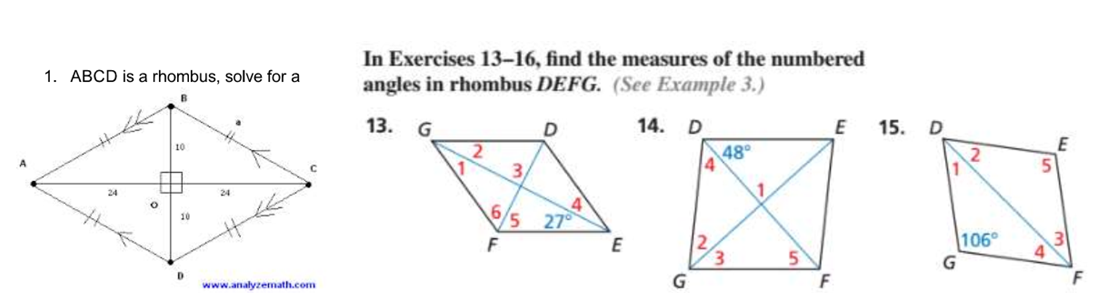 1. ABCD is a rhombus, solve for a
B
a
10
A
C
24
24
O
10
D
www.analyzemath.com
In Exercises 13–16, find the measures of the numbered
angles in rhombus DEFG. (See Example 3.)
13.
G
D
2
1
3
6
5
27°
4
F
E
14.
D
E
48°
4
1
2
3
5
G
F
15.
D
E
2
1
5
106°
3
4
G
F